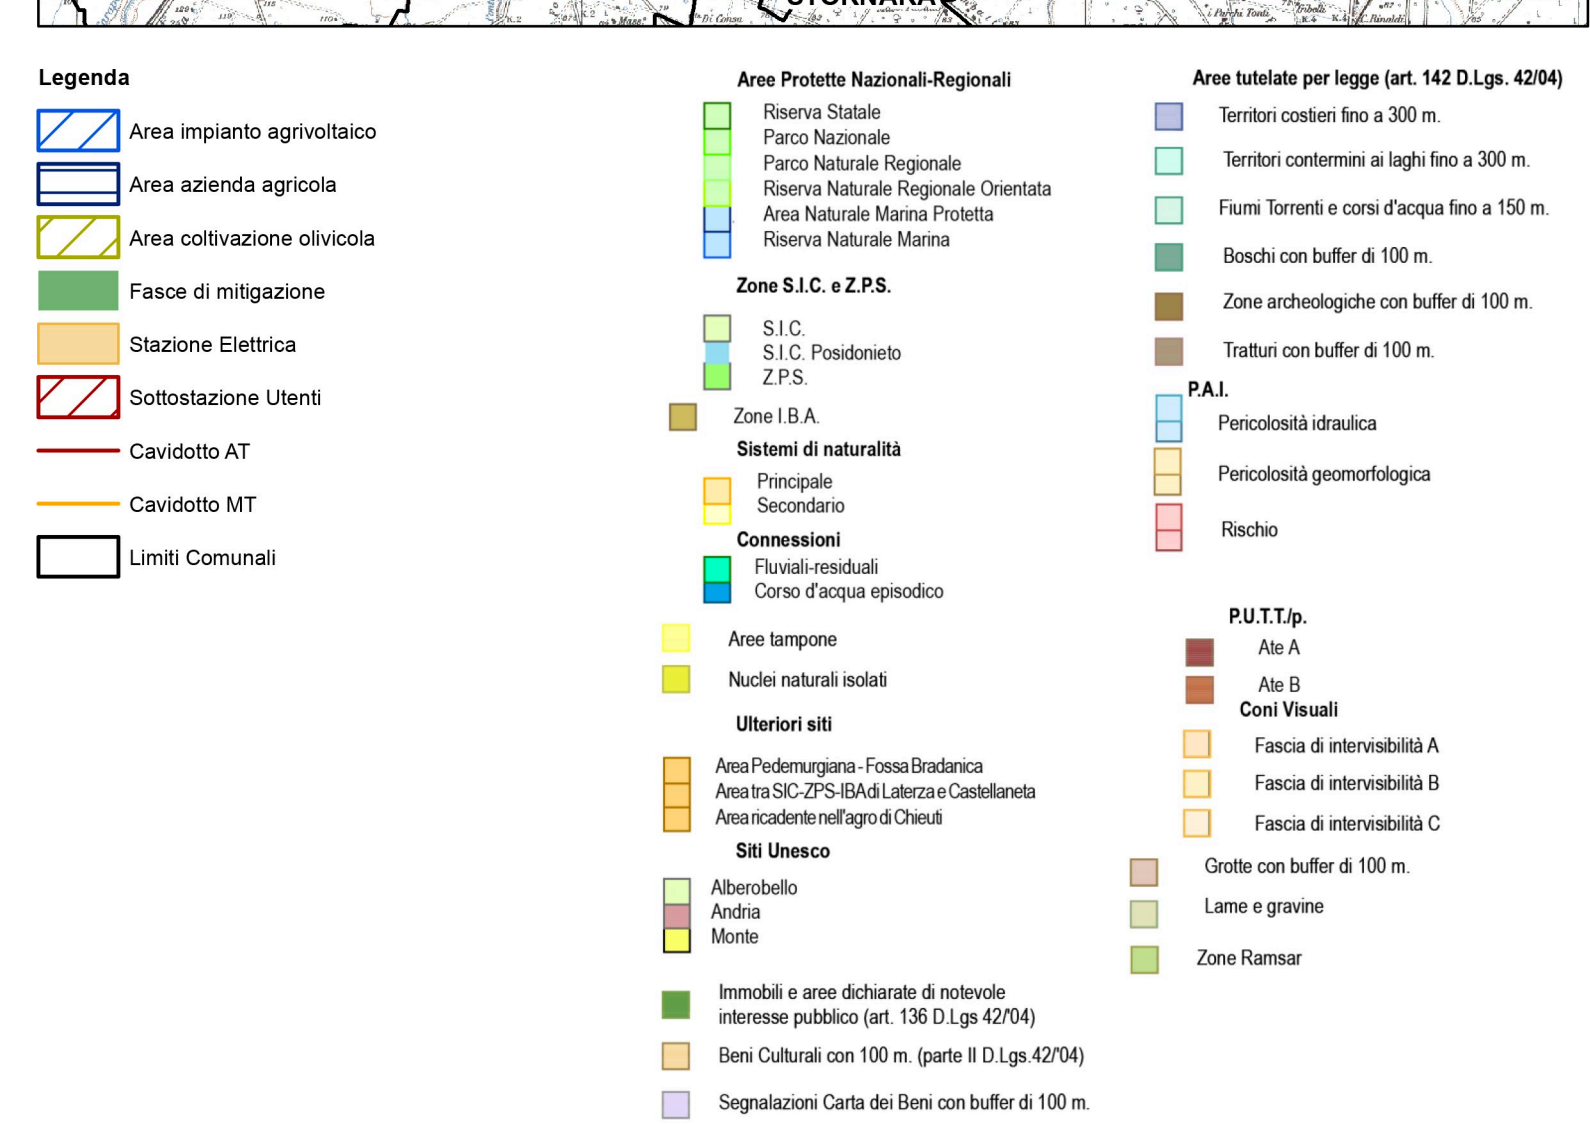 STORNARA
Di Consa
i Parchi Tonti
C. Rinaldi
Legenda
Area impianto agrivoltaico
Area azienda agricola
Area coltivazione olivicola
Fasce di mitigazione
Stazione Elettrica
Sottostazione Utenti
Cavidotto AT
Cavidotto MT
Limiti Comunali
Aree Protette Nazionali-Regionali
Riserva Statale
Parco Nazionale
Parco Naturale Regionale
Riserva Naturale Regionale Orientata
Area Naturale Marina Protetta
Riserva Naturale Marina
Zone S.I.C. e Z.P.S.
S.I.C.
S.I.C. Posidonieto
Z.P.S.
Zone I.B.A.
Sistemi di naturalità
Principale
Secondario
Connessioni
Fluviali-residuali
Corso d'acqua episodico
Aree tampone
Nuclei naturali isolati
Ulteriori siti
Area Pedemurgiana - Fossa Bradanica
Area tra SIC-ZPS-IBA di Laterza e Castellaneta
Area ricadente nell'agro di Chieuti
Siti Unesco
Alberobello
Andria
Monte
Immobili e aree dichiarate di notevole
interesse pubblico (art. 136 D.Lgs 42/'04)
Beni Culturali con 100 m. (parte II D.Lgs.42/'04)
Segnalazioni Carta dei Beni con buffer di 100 m.
Aree tutelate per legge (art. 142 D.Lgs. 42/04)
Territori costieri fino a 300 m.
Territori contermini ai laghi fino a 300 m.
Fiumi Torrenti e corsi d'acqua fino a 150 m.
Boschi con buffer di 100 m.
Zone archeologiche con buffer di 100 m.
Tratturi con buffer di 100 m.
P.A.I.
Pericolosità idraulica
Pericolosità geomorfologica
Rischio
P.U.T.T./p.
Ate A
Ate B
Coni Visuali
Fascia di intervisibilità A
Fascia di intervisibilità B
Fascia di intervisibilità C
Grotte con buffer di 100 m.
Lame e gravine
Zone Ramsar